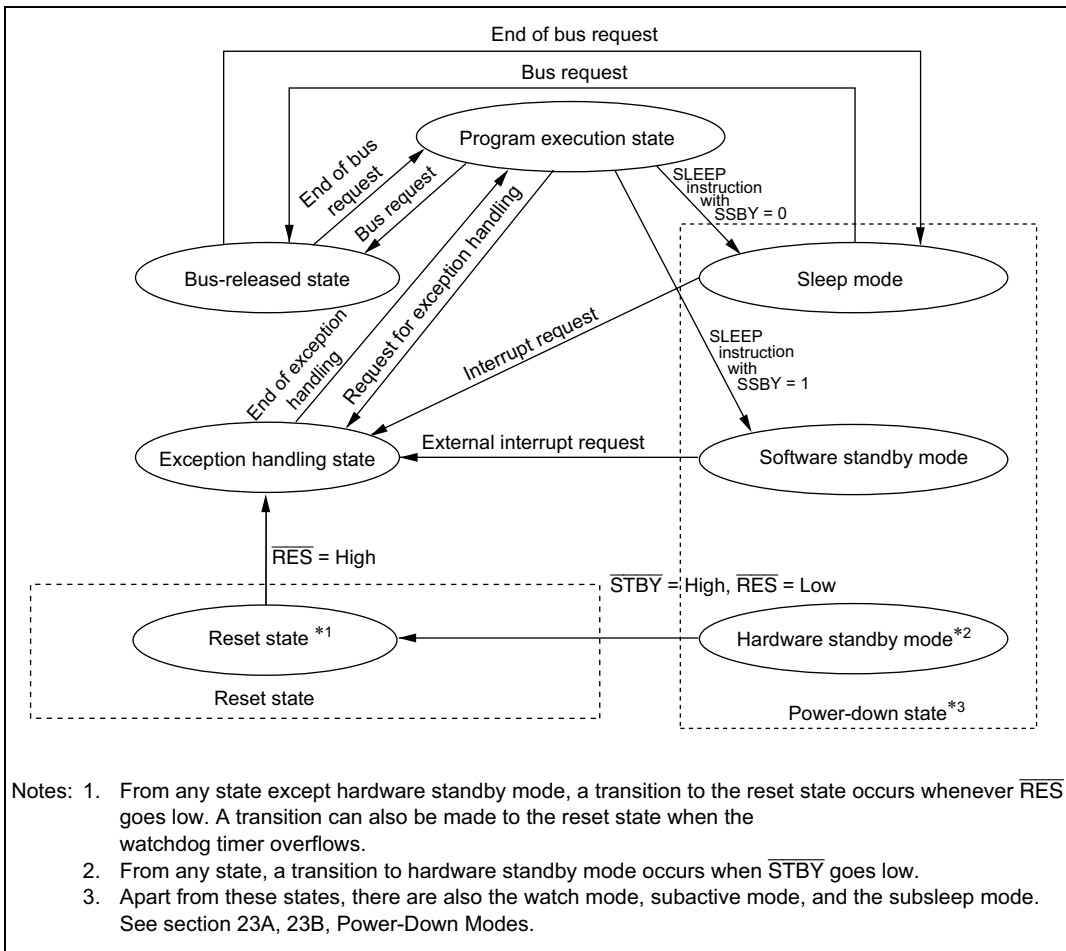 End of bus request
Bus request
Program execution state
End of bus
request
Bus request
SLEEP
instruction
with
SSBY = 0
Bus-released state
Sleep mode
End of exception
handling
Request for exception handling
Interrupt request
SLEEP
instruction
with
SSBY = 1
Exception handling state
External interrupt request
Software standby mode
R̅E̅S̅ = High
S̅T̅B̅Y̅ = High, R̅E̅S̅ = Low
Reset state *1
Hardware standby mode*2
Reset state
Power-down state*3
Notes: 1. From any state except hardware standby mode, a transition to the reset state occurs whenever R̅E̅S̅
goes low. A transition can also be made to the reset state when the
watchdog timer overflows.
2. From any state, a transition to hardware standby mode occurs when S̅T̅B̅Y̅ goes low.
3. Apart from these states, there are also the watch mode, subactive mode, and the subsleep mode.
See section 23A, 23B, Power-Down Modes.